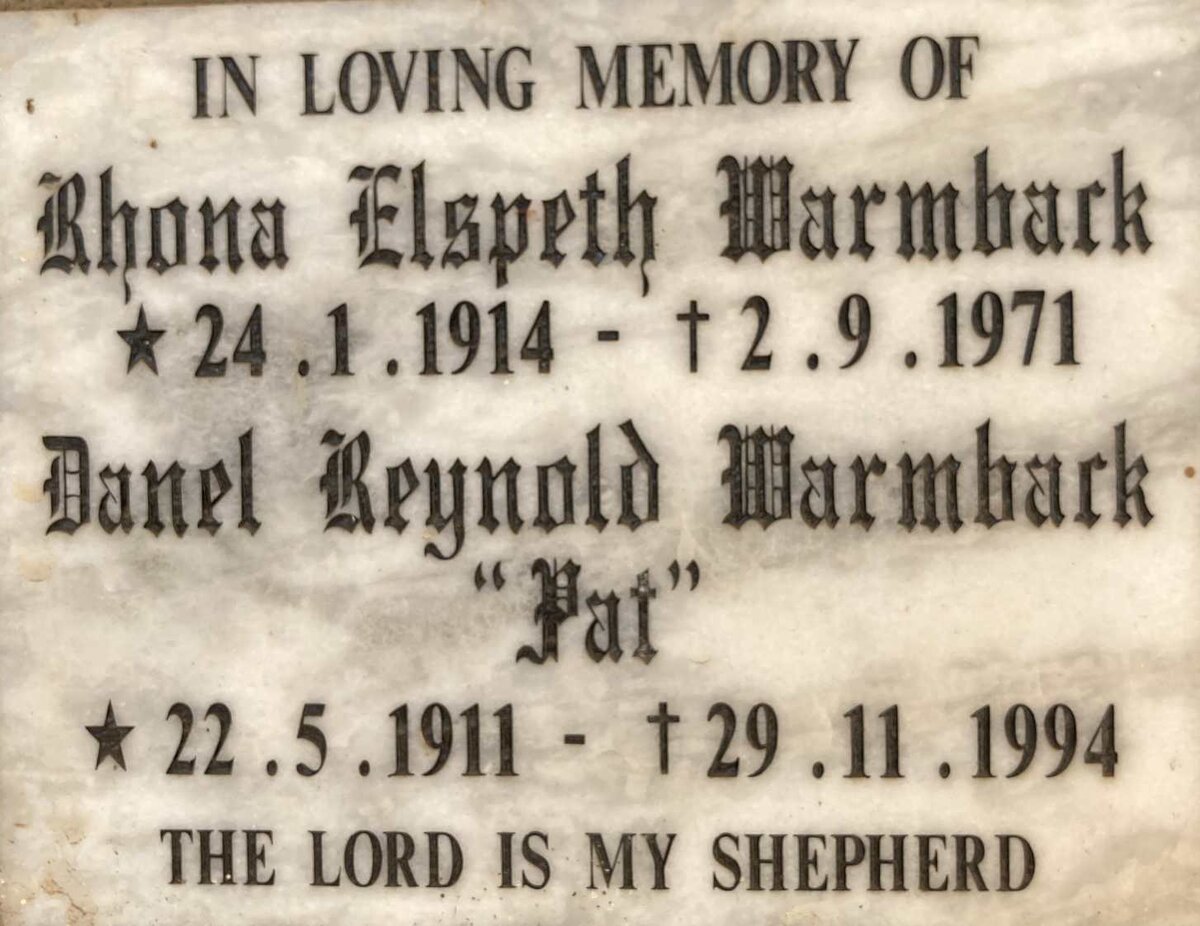 IN LOVING MEMORY OF
Rhona Elspeth Warmback
★ 24.1.1914 - †2.9.1971
Danel Reynold Warmback
“Pat”
★ 22.5.1911 - †29.11.1994
THE LORD IS MY SHEPHERD